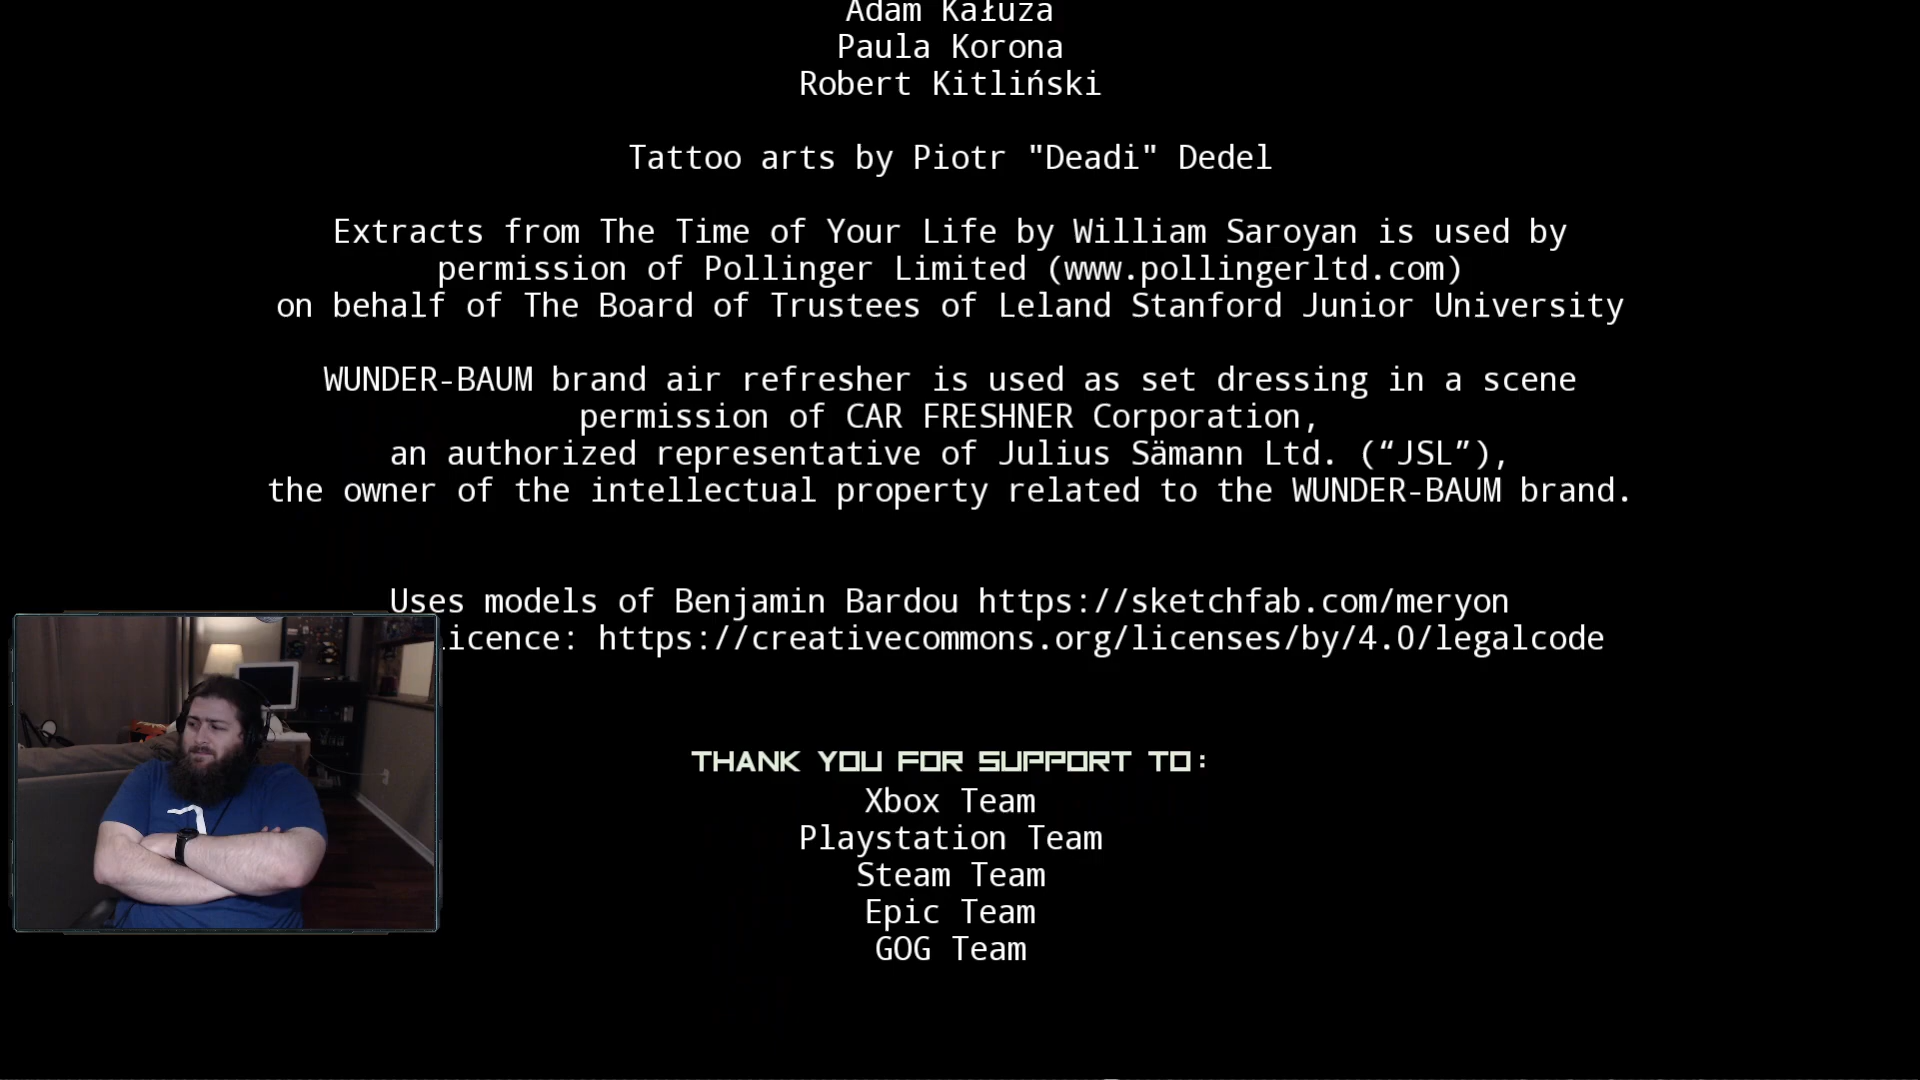 Adam Kałuza
Paula Korona
Robert Kitliński
Tattoo arts by Piotr "Deadi" Dedel
Extracts from The Time of Your Life by William Saroyan is used by
permission of Pollinger Limited (www.pollingerltd.com)
on behalf of The Board of Trustees of Leland Stanford Junior University
WUNDER-BAUM brand air refresher is used as set dressing in a scene
permission of CAR FRESHNER Corporation,
an authorized representative of Julius Sämann Ltd. (“JSL”),
the owner of the intellectual property related to the WUNDER-BAUM brand.
Uses models of Benjamin Bardou https://sketchfab.com/meryon
icence: https://creativecommons.org/licenses/by/4.0/legalcode
THANK YOU FOR SUPPORT TO:
Xbox Team
Playstation Team
Steam Team
Epic Team
GOG Team